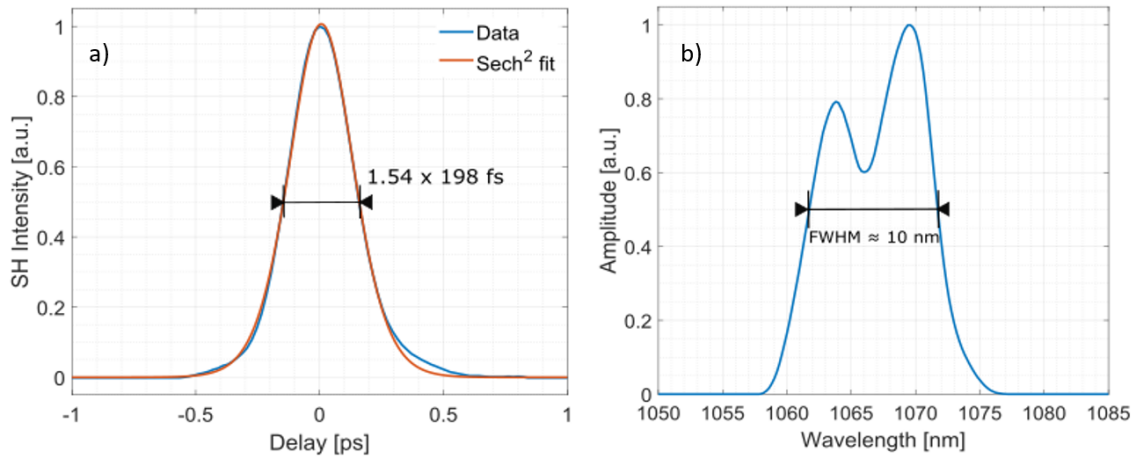 a)
Data
Sech² fit
1.54 x 198 fs
SH Intensity [a.u.]
1
0.8
0.6
0.4
0.2
0
-1
-0.5
0
0.5
1
Delay [ps]
b)
FWHM ≈ 10 nm
Amplitude [a.u.]
1
0.8
0.6
0.4
0.2
0
1050
1055
1060
1065
1070
1075
1080
1085
Wavelength [nm]